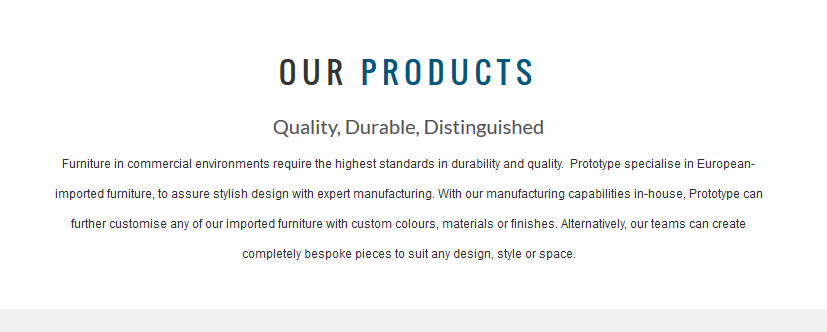 OUR PRODUCTS
Quality, Durable, Distinguished
Furniture in commercial environments require the highest standards in durability and quality.  Prototype specialise in European-
imported furniture, to assure stylish design with expert manufacturing. With our manufacturing capabilities in-house, Prototype can
further customise any of our imported furniture with custom colours, materials or finishes. Alternatively, our teams can create
completely bespoke pieces to suit any design, style or space.